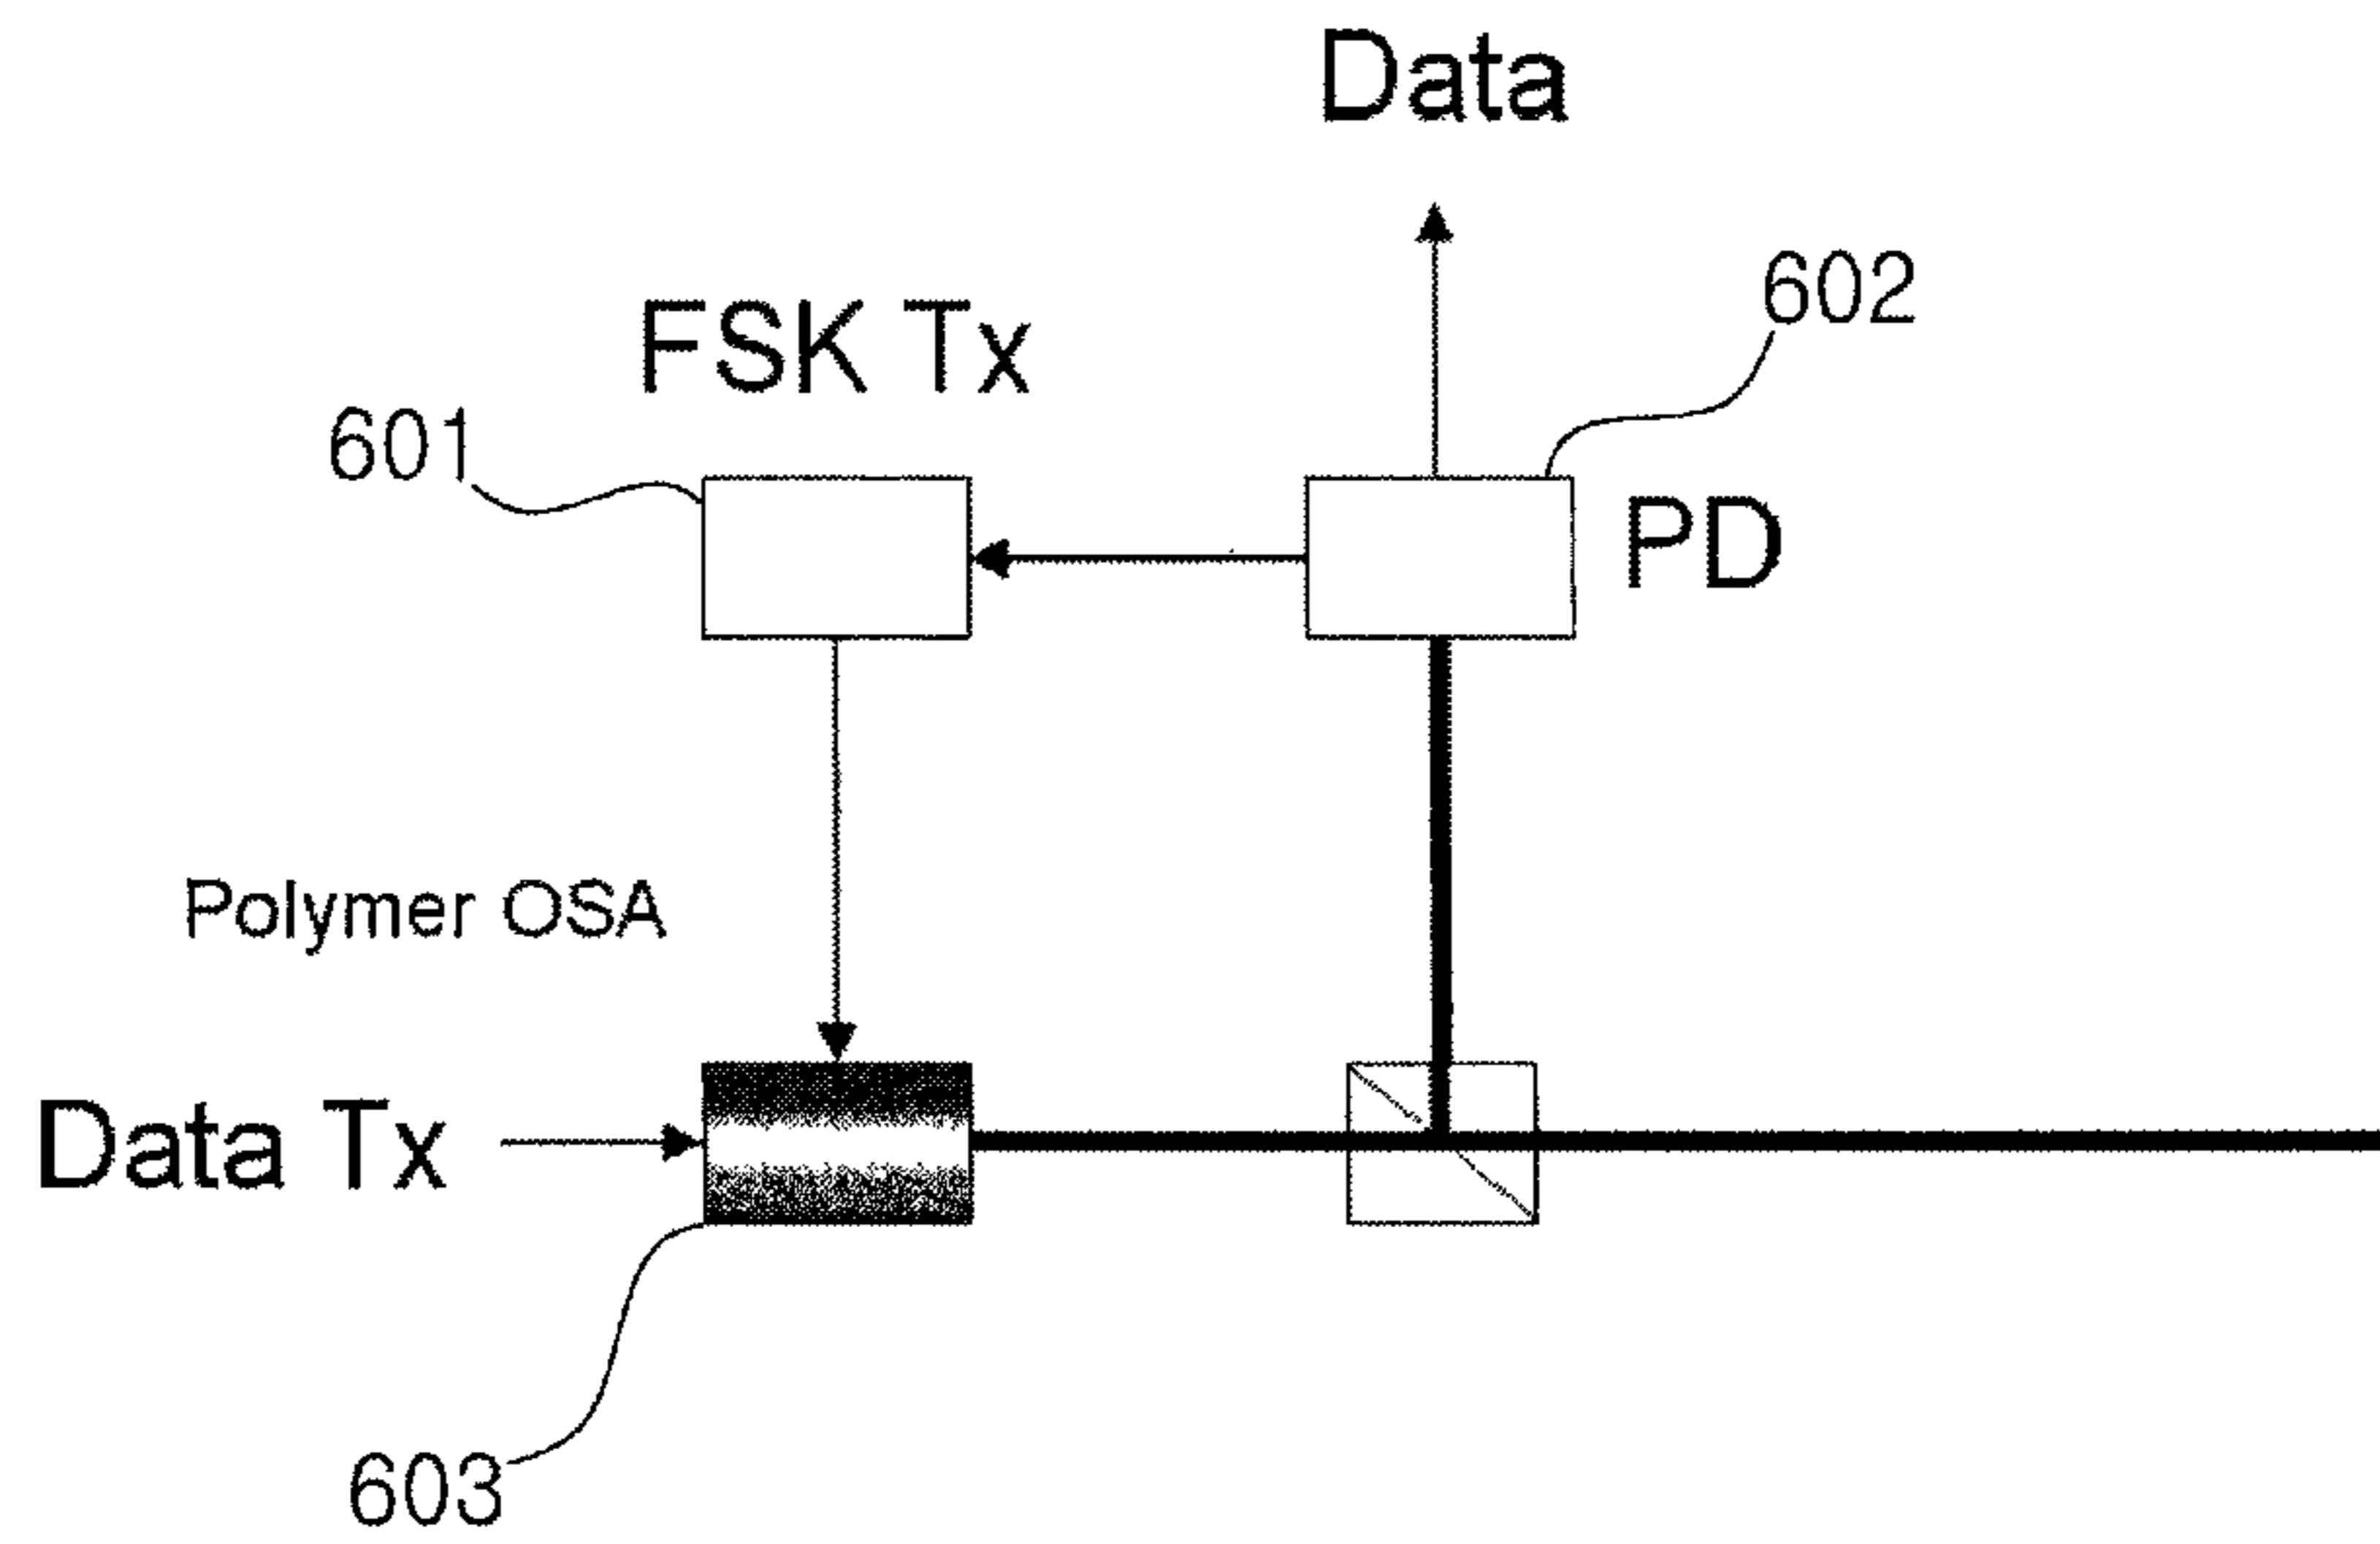 Data
602
FSK Tx
601
PD
Polymer OSA
Data Tx
603